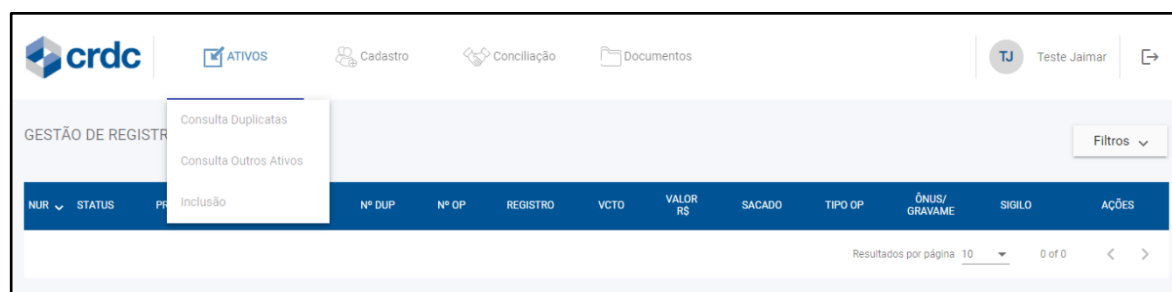 crdc ATIVOS Cadastro Conciliação Documentos TJ Teste Jaimar
Consulta Duplicatas
GESTÃO DE REGISTR Filtros
Consulta Outros Ativos
Inclusão
NUR STATUS PR Nº DUP Nº OP REGISTRO VCTO VALOR R$ SACADO TIPO OP ÔNUS/ GRAVAME SIGILO AÇÕES
Resultados por página 10 0 of 0